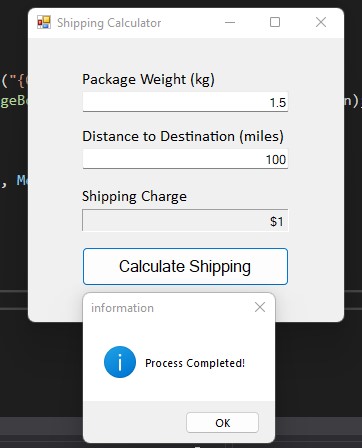 Shipping Calculator
("{
Package Weight (kg)
geB
n)
1.5
Distance to Destination (miles)
100
, M
Shipping Charge
$1
Calculate Shipping
information
Process Completed!
OK